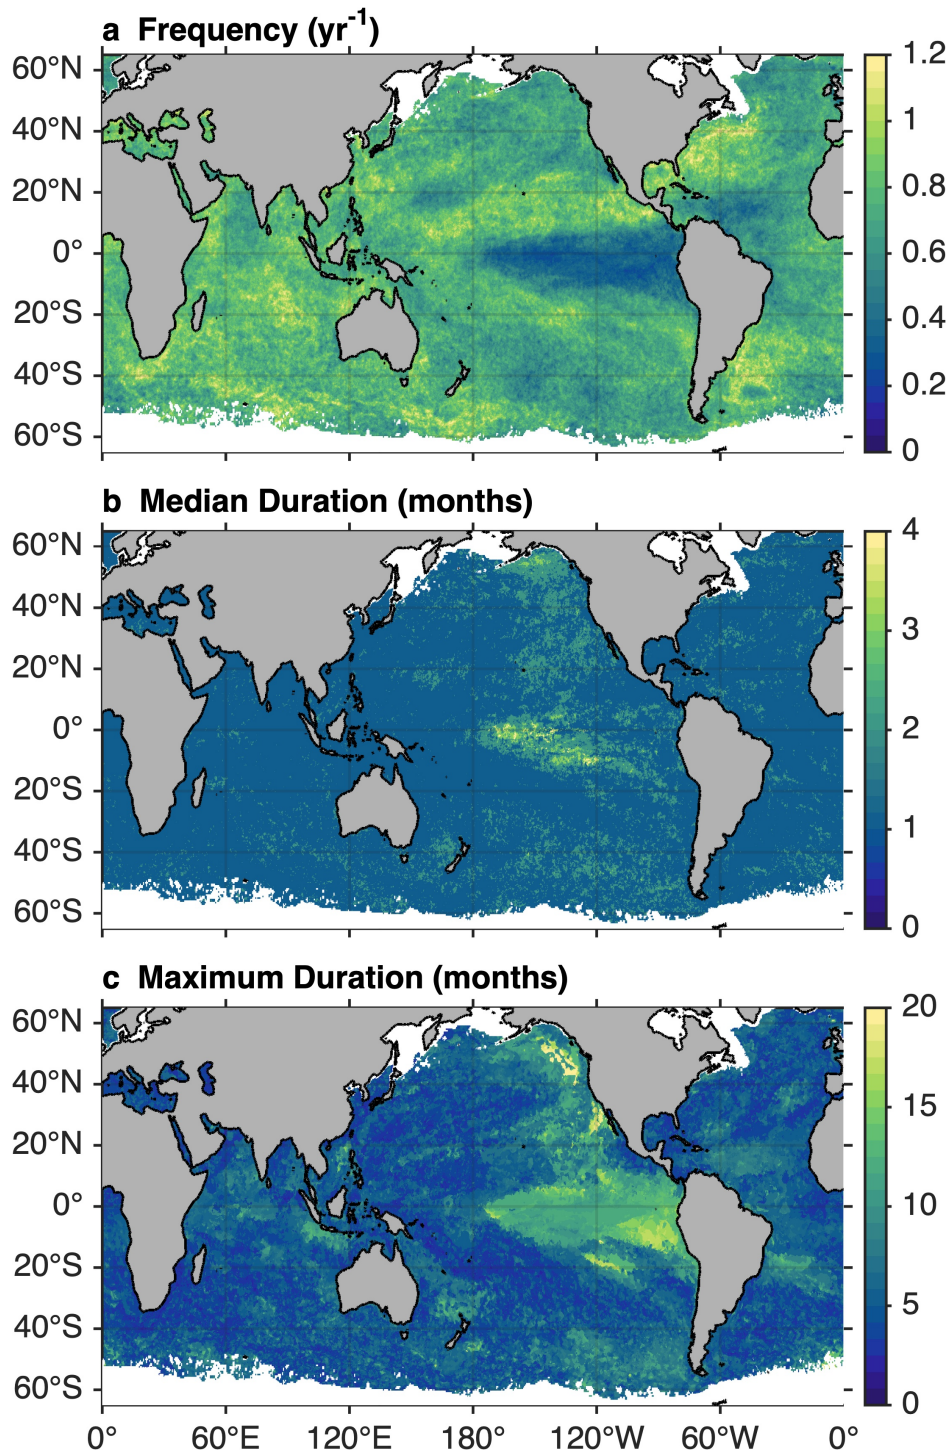 a Frequency (yr-1)
60°N
40°N
20°N
0°
20°S
40°S
60°S
1.2
1
0.8
0.6
0.4
0.2
0
b Median Duration (months)
60°N
40°N
20°N
0°
20°S
40°S
60°S
4
3
2
1
0
c Maximum Duration (months)
60°N
40°N
20°N
0°
20°S
40°S
60°S
20
15
10
5
0
0° 60°E 120°E 180° 120°W 60°W 0°